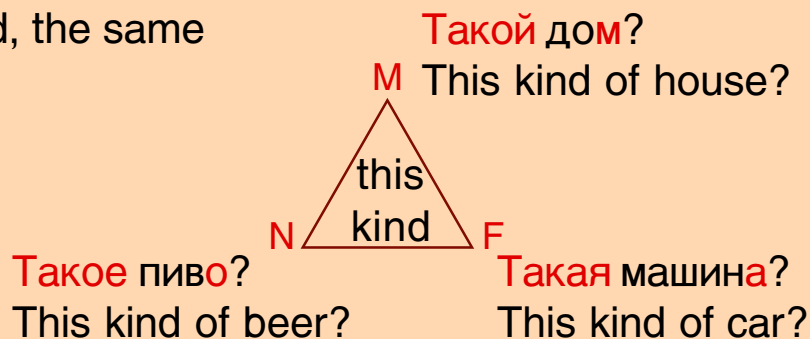 the same
Такой дом?
M This kind of house?
this
kind
N
F
Такое пиво?
This kind of beer?
Такая машина?
This kind of car?